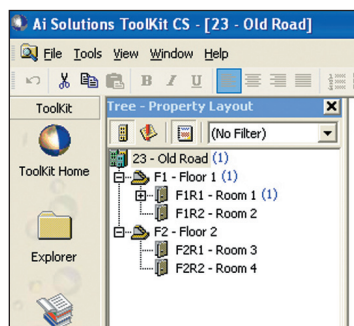 Ai Solutions ToolKit CS - [23 - Old Road]
File Tools View Window Help
B I U
ToolKit
Tree - Property Layout
(No Filter)
ToolKit Home
23 - Old Road (1)
F1 - Floor 1 (1)
F1R1 - Room 1 (1)
F1R2 - Room 2
F2 - Floor 2
F2R1 - Room 3
F2R2 - Room 4
Explorer